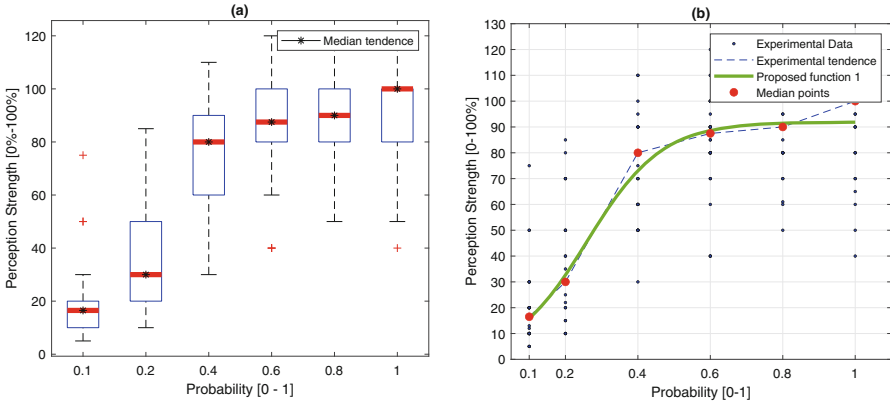 (a)
Median tendence
Perception Strength [0%-100%]
120
100
80
60
40
20
0
0.1 0.2 0.4 0.6 0.8 1
Probability [0 - 1]
(b)
Experimental Data
Experimental tendence
Proposed function 1
Median points
Perception Strength [0-100%]
130
120
110
100
90
80
70
60
50
40
30
20
10
0
0.1 0.2 0.4 0.6 0.8 1
Probability [0-1]